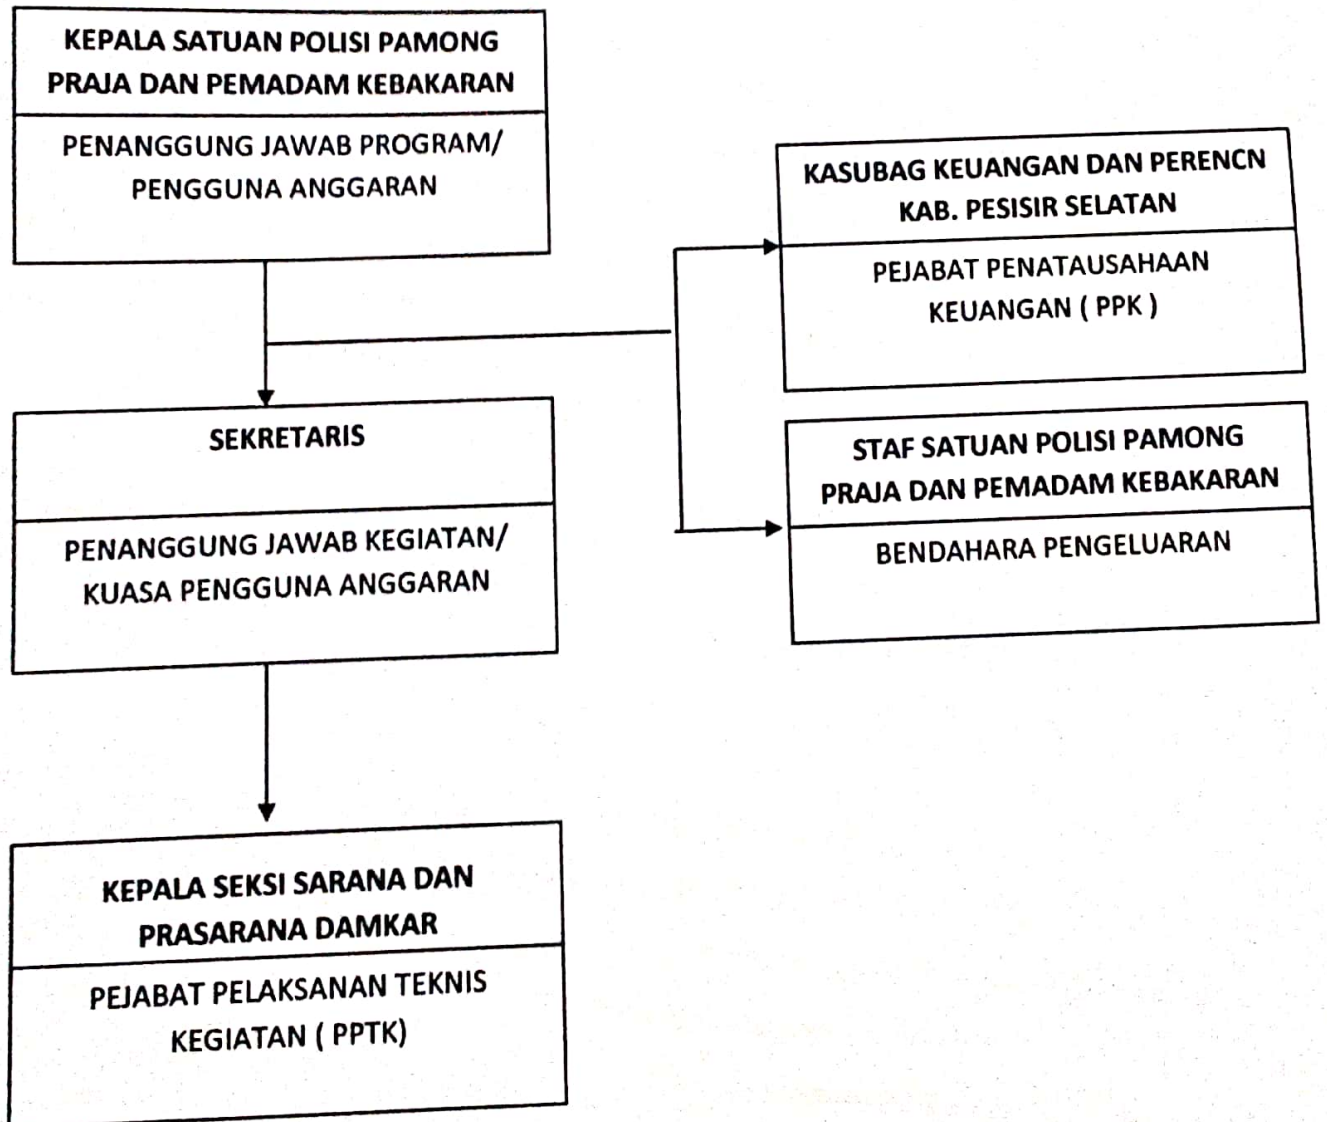 KEPALA SATUAN POLISI PAMONG
PRAJA DAN PEMADAM KEBAKARAN
PENANGGUNG JAWAB PROGRAM/
PENGGUNA ANGGARAN
KASUBAG KEUANGAN DAN PERENCN
KAB. PESISIR SELATAN
PEJABAT PENATAUSAHAAN
KEUANGAN ( PPK )
SEKRETARIS
PENANGGUNG JAWAB KEGIATAN/
KUASA PENGGUNA ANGGARAN
STAF SATUAN POLISI PAMONG
PRAJA DAN PEMADAM KEBAKARAN
BENDAHARA PENGELUARAN
KEPALA SEKSI SARANA DAN
PRASARANA DAMKAR
PEJABAT PELAKSANAN TEKNIS
KEGIATAN ( PPTK)